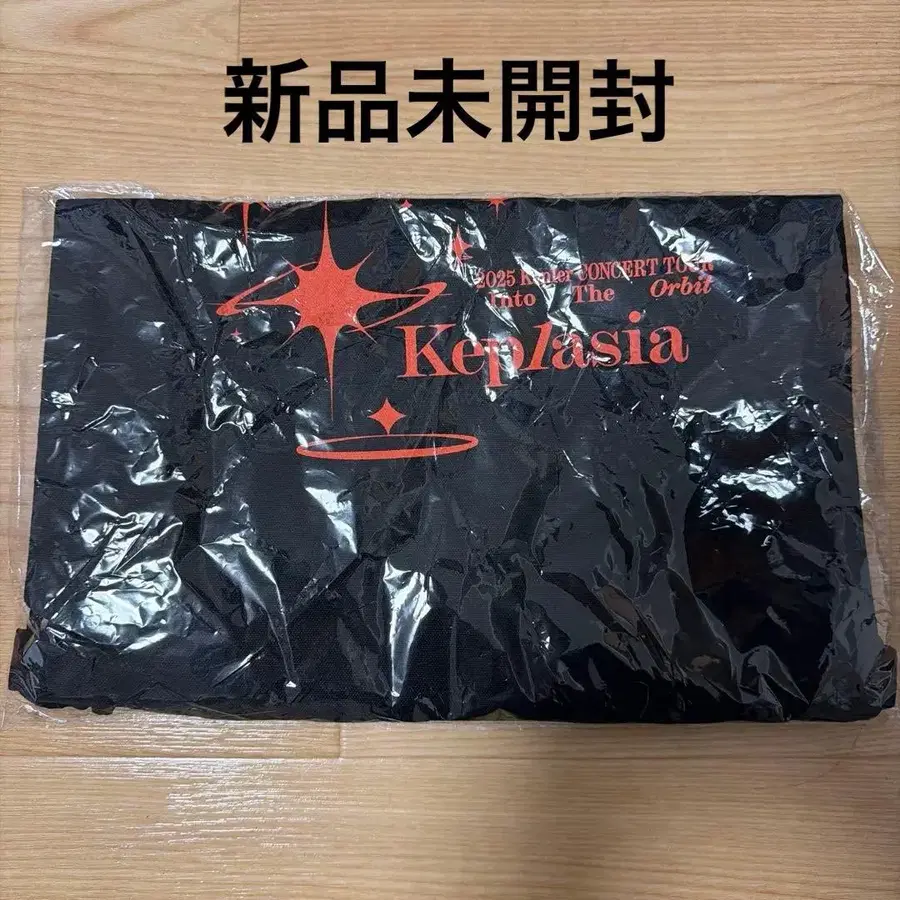 新品未開封
2025 Kep1er CONCERT TOUR
Into The Orbit
Kep1asia